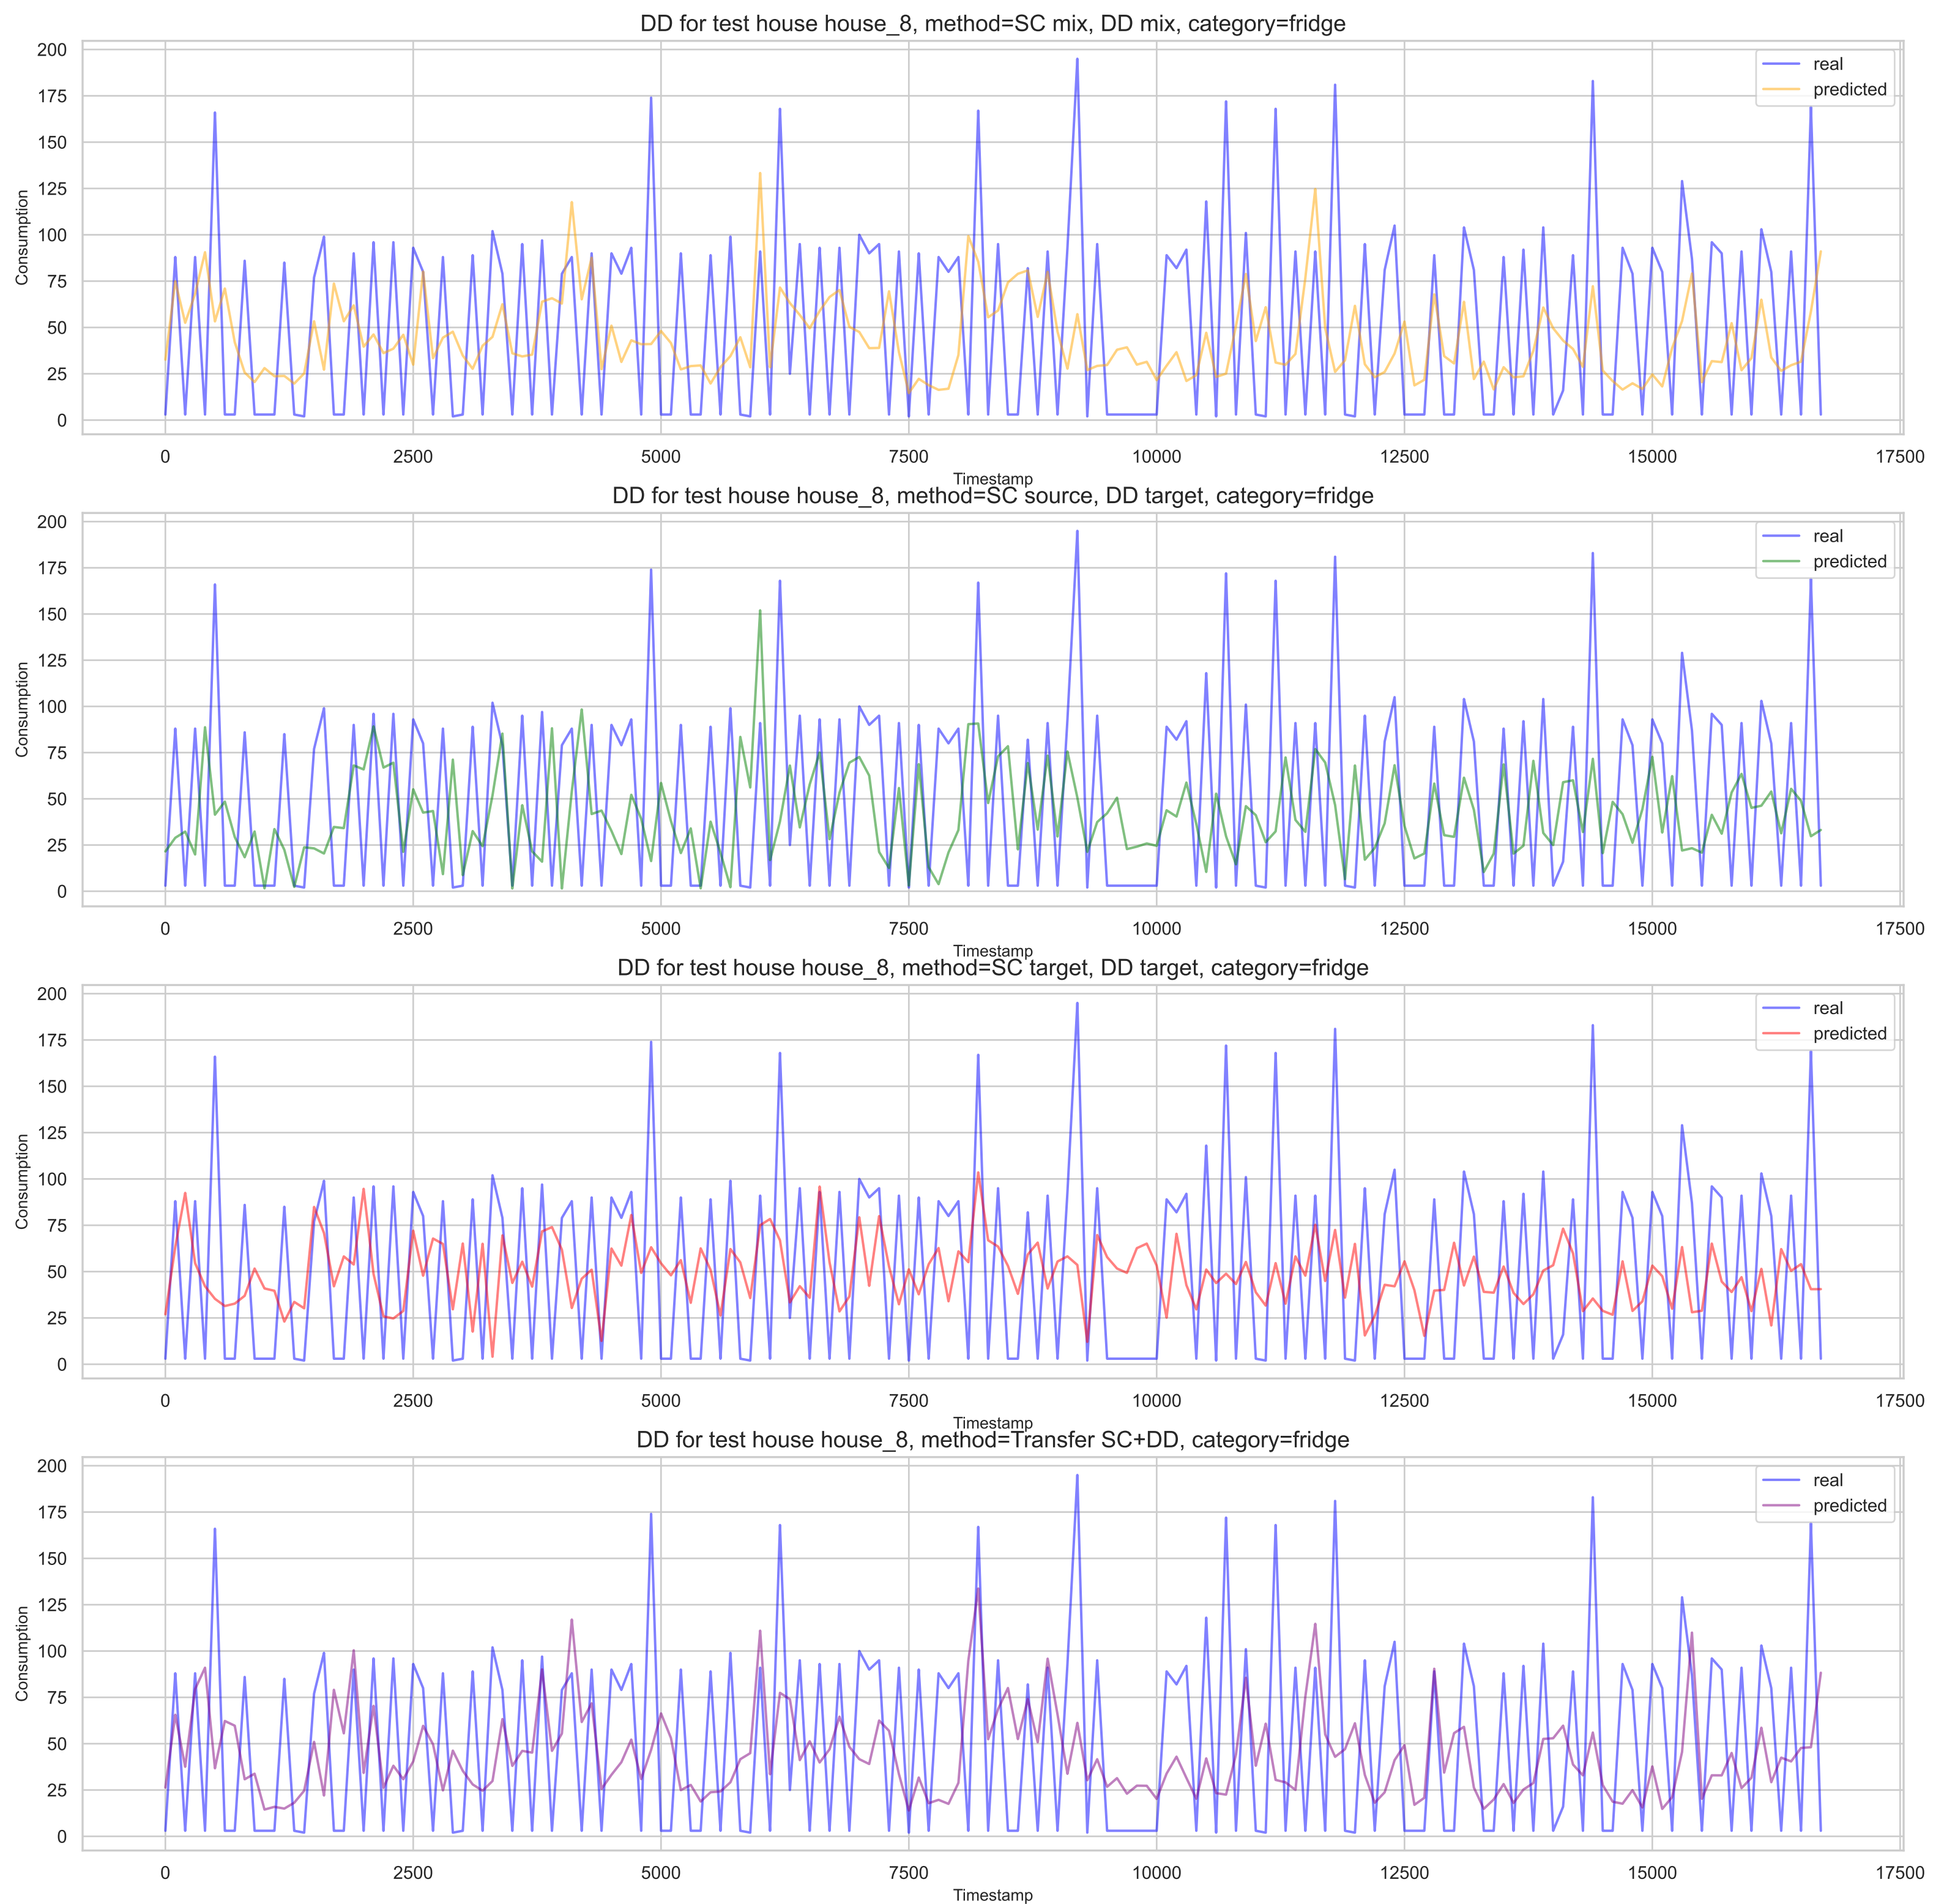 DD for test house house_8, method=SC mix, DD mix, category=fridge
200
175
150
125
100
75
50
25
0
Consumption
real
predicted
0 2500 5000 7500 10000 12500 15000 17500
Timestamp
DD for test house house_8, method=SC source, DD target, category=fridge
200
175
150
125
100
75
50
25
0
Consumption
real
predicted
0 2500 5000 7500 10000 12500 15000 17500
Timestamp
DD for test house house_8, method=SC target, DD target, category=fridge
200
175
150
125
100
75
50
25
0
Consumption
real
predicted
0 2500 5000 7500 10000 12500 15000 17500
Timestamp
DD for test house house_8, method=Transfer SC+DD, category=fridge
200
175
150
125
100
75
50
25
0
Consumption
real
predicted
0 2500 5000 7500 10000 12500 15000 17500
Timestamp